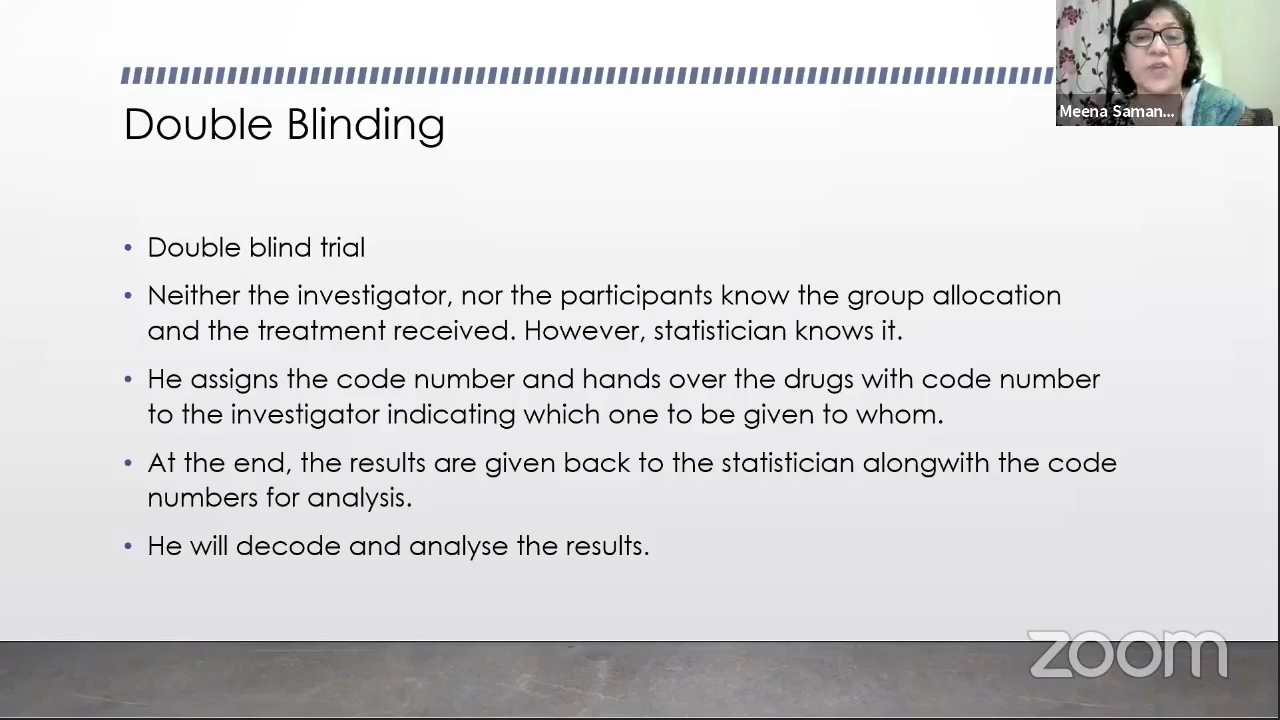 Meena Saman...
Double Blinding
• Double blind trial
• Neither the investigator, nor the participants know the group allocation
and the treatment received. However, statistician knows it.
• He assigns the code number and hands over the drugs with code number
to the investigator indicating which one to be given to whom.
• At the end, the results are given back to the statistician alongwith the code
numbers for analysis.
• He will decode and analyse the results.
zoom